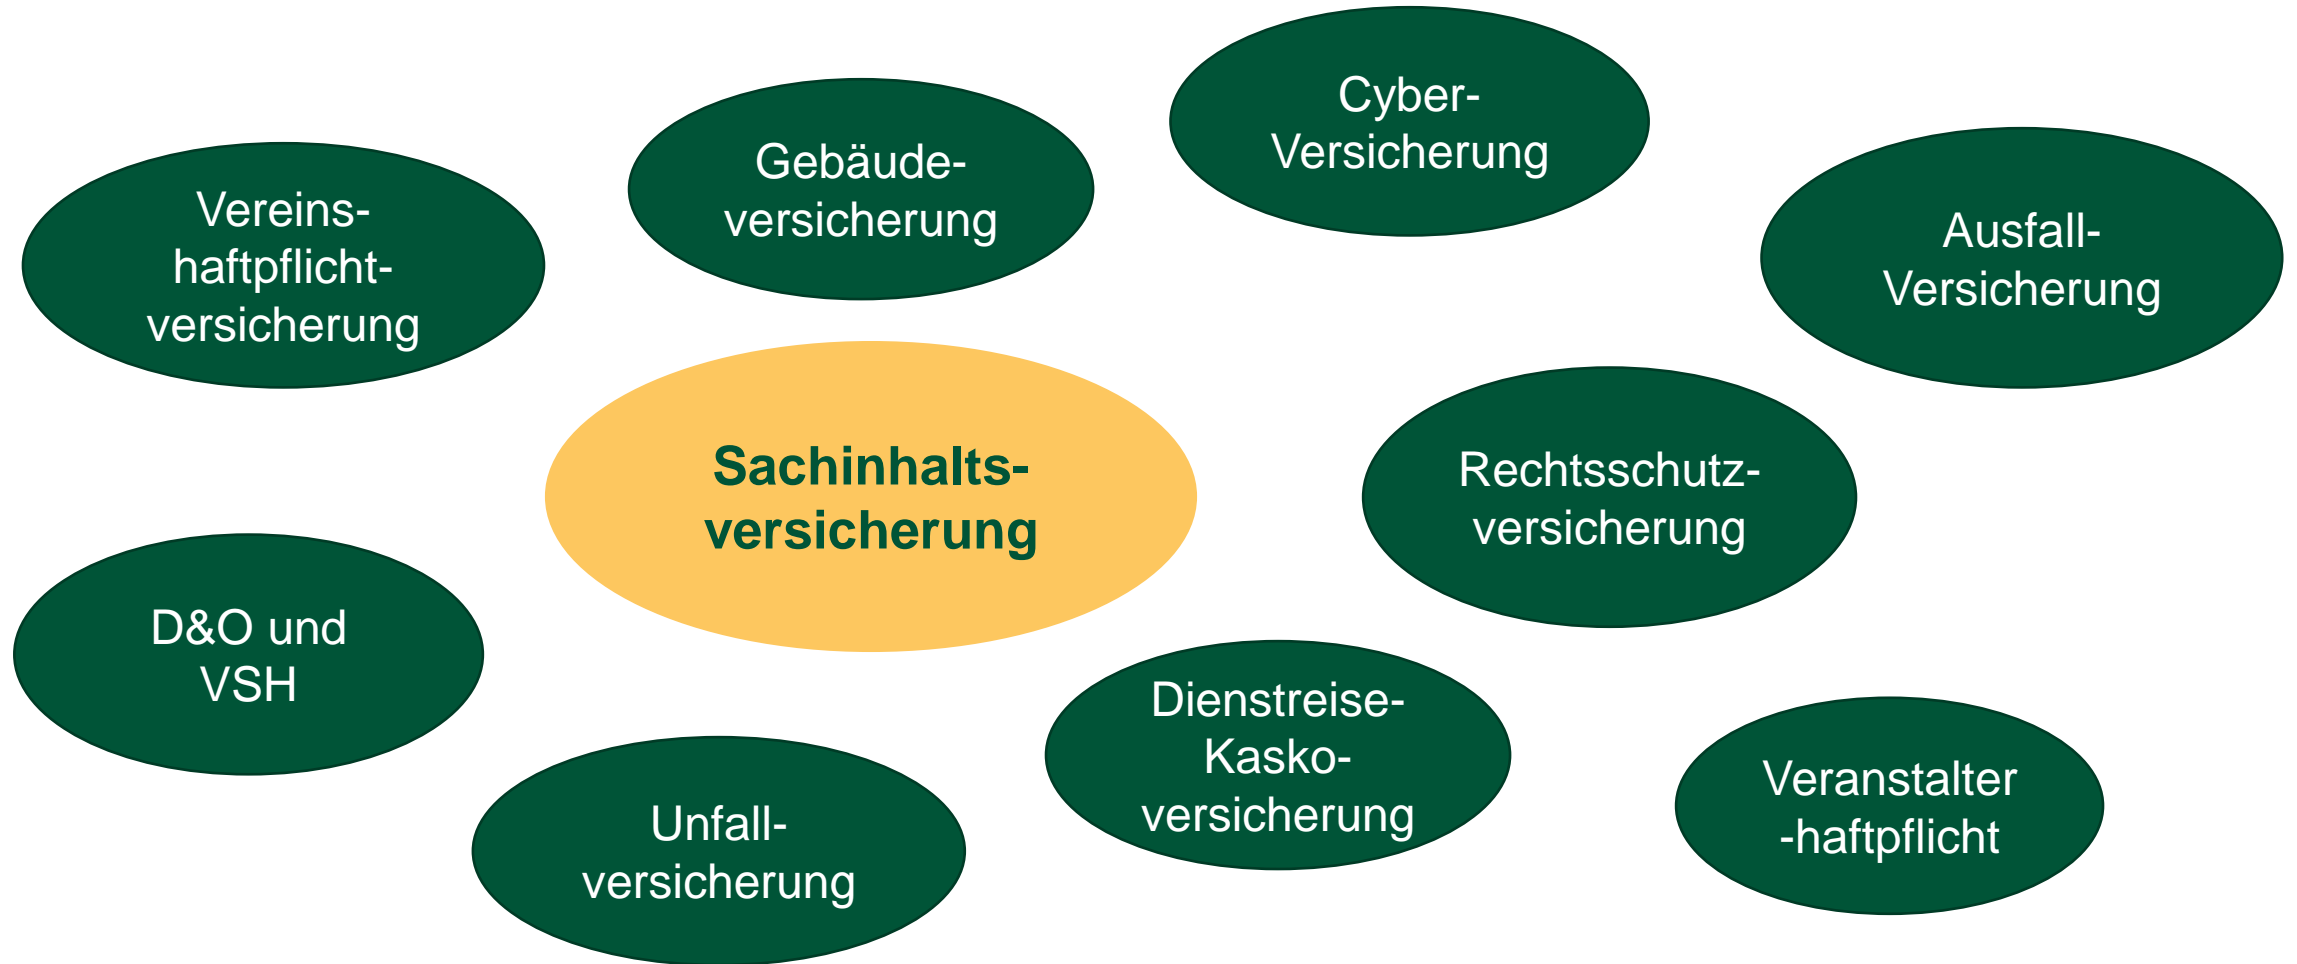 Cyber-
Versicherung
Gebäude-
versicherung
Vereins-
haftpflicht-
versicherung
Ausfall-
Versicherung
Sachinhalts-
versicherung
Rechtsschutz-
versicherung
D&O und
VSH
Dienstreise-
Kasko-
versicherung
Veranstalter
-haftpflicht
Unfall-
versicherung